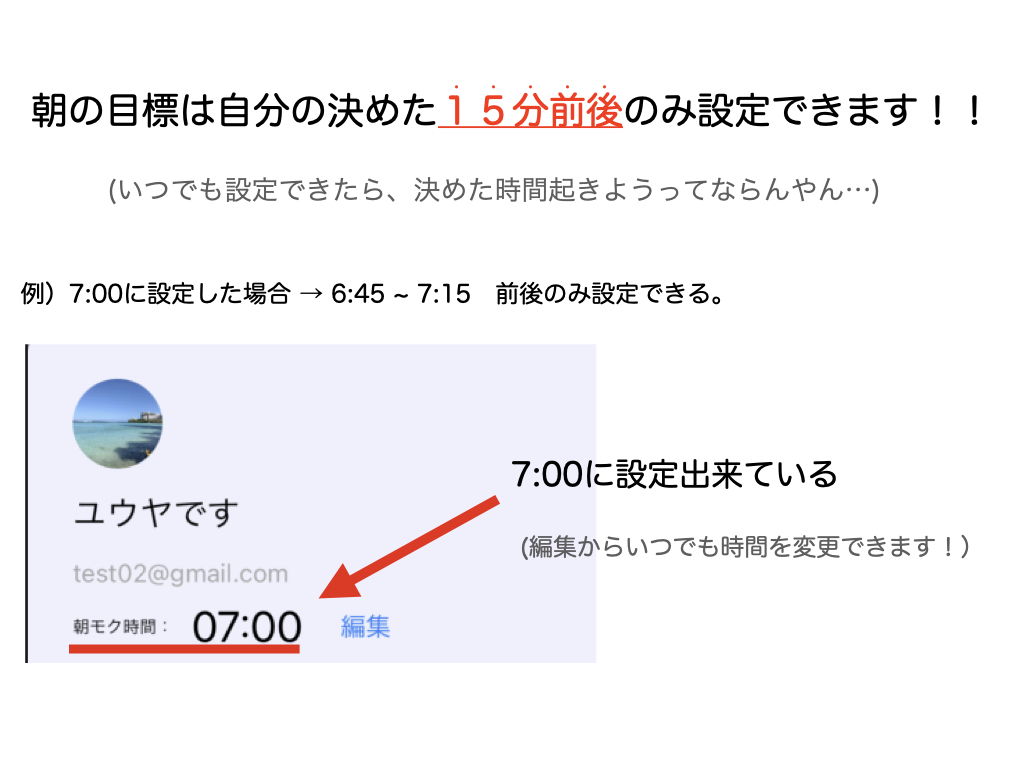 朝の目標は自分の決めた１５分前後のみ設定できます！！
(いつでも設定できたら、決めた時間起きようってならんやん…)
例）7:00に設定した場合 → 6:45 ~ 7:15　前後のみ設定できる。
ユウヤです
test02@gmail.com
朝モク時間： 07:00 編集
7:00に設定出来ている
(編集からいつでも時間を変更できます！）